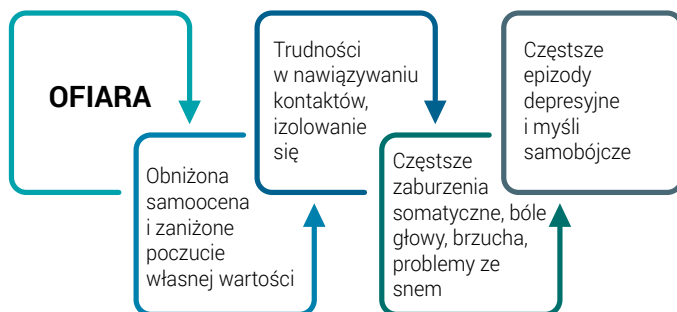 OFIARA
Obniżona
samoocena
i zaniżone
poczucie
własnej wartości
Trudności
w nawiązywaniu
kontaktów,
izolowanie
się
Częstsze
zaburzenia
somatyczne, bóle
głowy, brzucha,
problemy ze
snem
Częstsze
epizody
depresyjne
i myśli
samobójcze